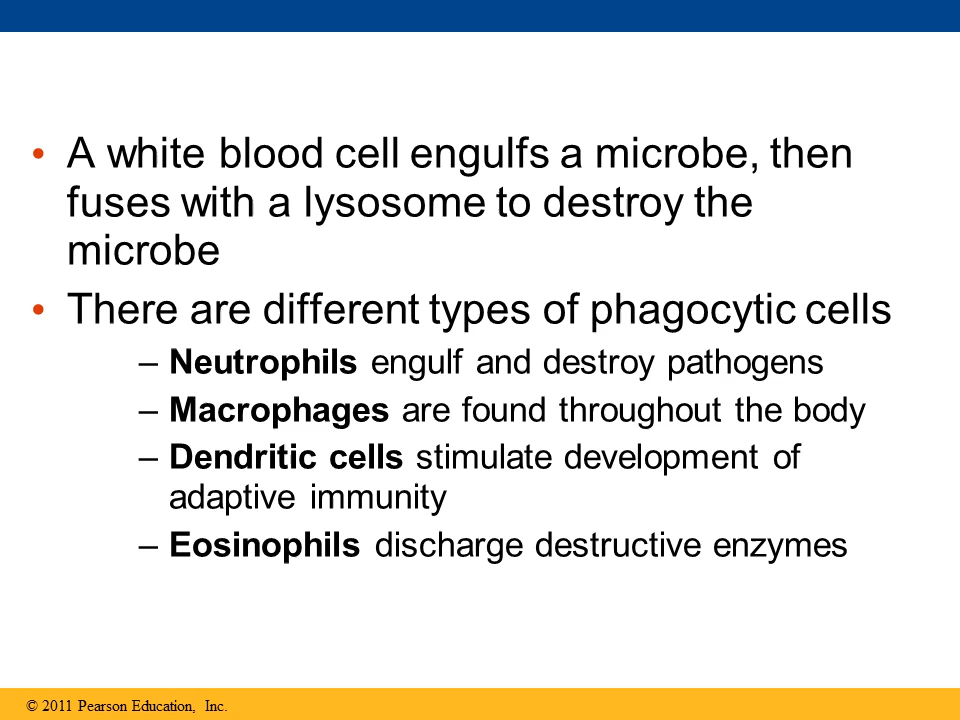 • A white blood cell engulfs a microbe, then
fuses with a lysosome to destroy the
microbe
• There are different types of phagocytic cells
– Neutrophils engulf and destroy pathogens
– Macrophages are found throughout the body
– Dendritic cells stimulate development of
adaptive immunity
– Eosinophils discharge destructive enzymes
© 2011 Pearson Education, Inc.